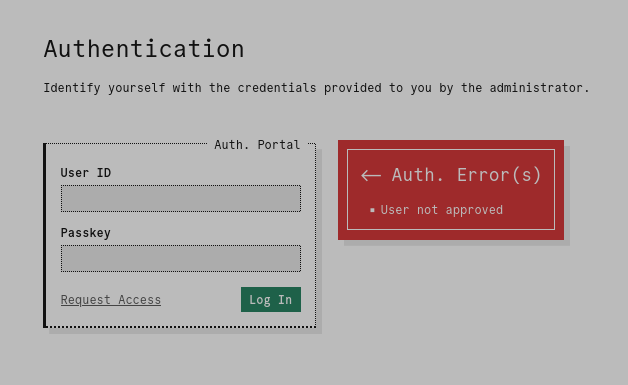 Authentication
Identify yourself with the credentials provided to you by the administrator.
Auth. Portal
User ID
Passkey
Request Access
Log In
← Auth. Error(s)
▪ User not approved